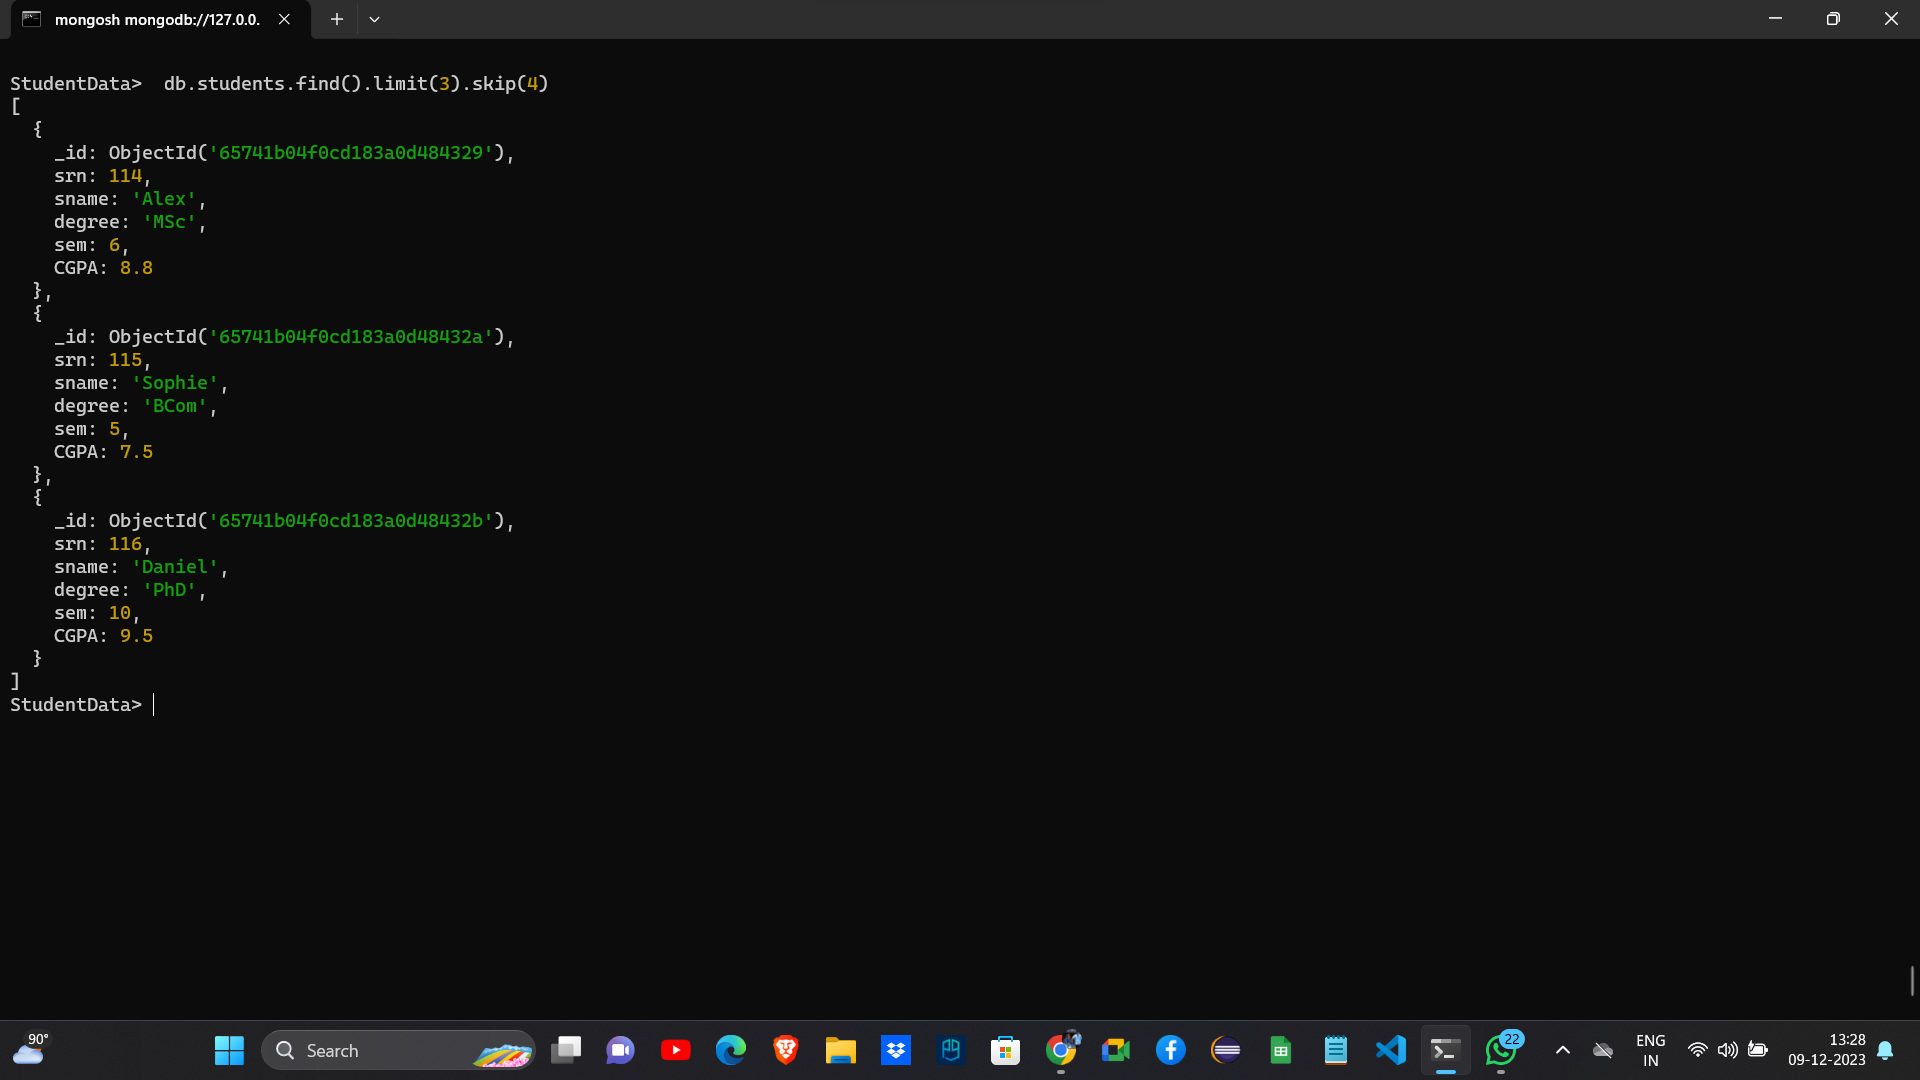 mongosh mongodb://127.0.0.
StudentData>  db.students.find().limit(3).skip(4)
[
  {
    _id: ObjectId('65741b04f0cd183a0d484329'),
    srn: 114,
    sname: 'Alex',
    degree: 'MSc',
    sem: 6,
    CGPA: 8.8
  },
  {
    _id: ObjectId('65741b04f0cd183a0d48432a'),
    srn: 115,
    sname: 'Sophie',
    degree: 'BCom',
    sem: 5,
    CGPA: 7.5
  },
  {
    _id: ObjectId('65741b04f0cd183a0d48432b'),
    srn: 116,
    sname: 'Daniel',
    degree: 'PhD',
    sem: 10,
    CGPA: 9.5
  }
]
StudentData>
90°
Search
22
ENG
IN
13:28
09-12-2023